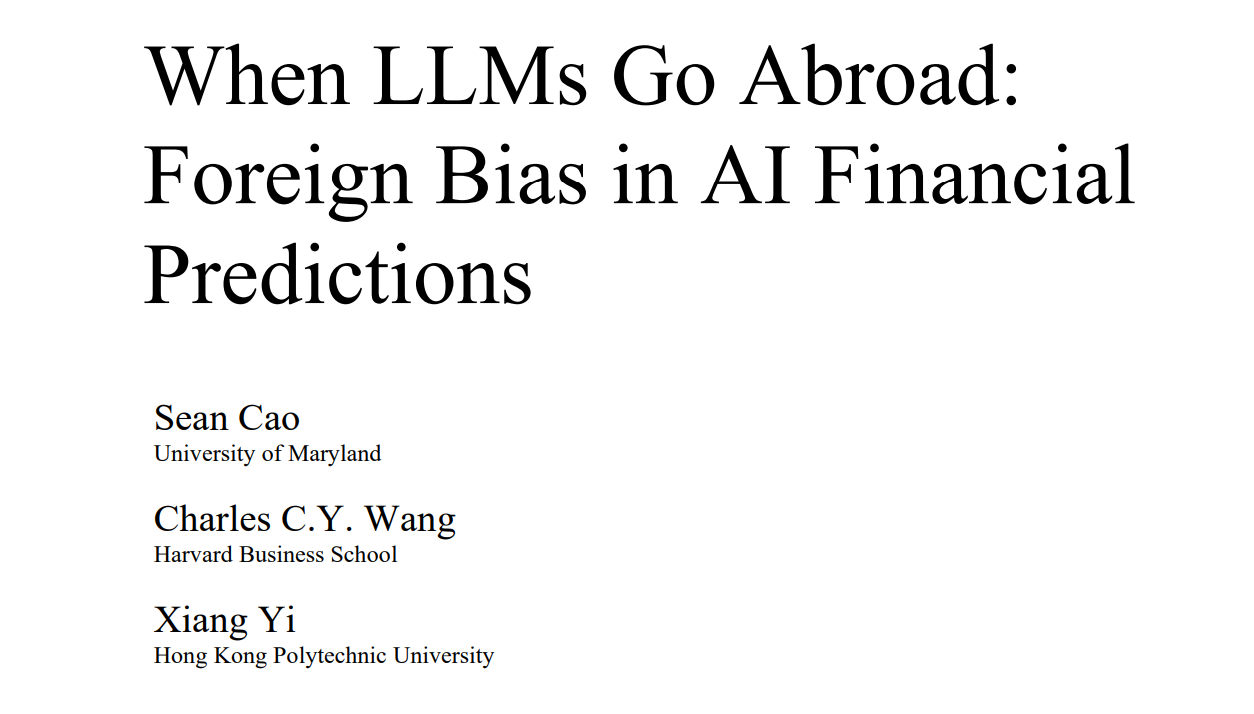 When LLMs Go Abroad:
Foreign Bias in AI Financial
Predictions
Sean Cao
University of Maryland
Charles C.Y. Wang
Harvard Business School
Xiang Yi
Hong Kong Polytechnic University